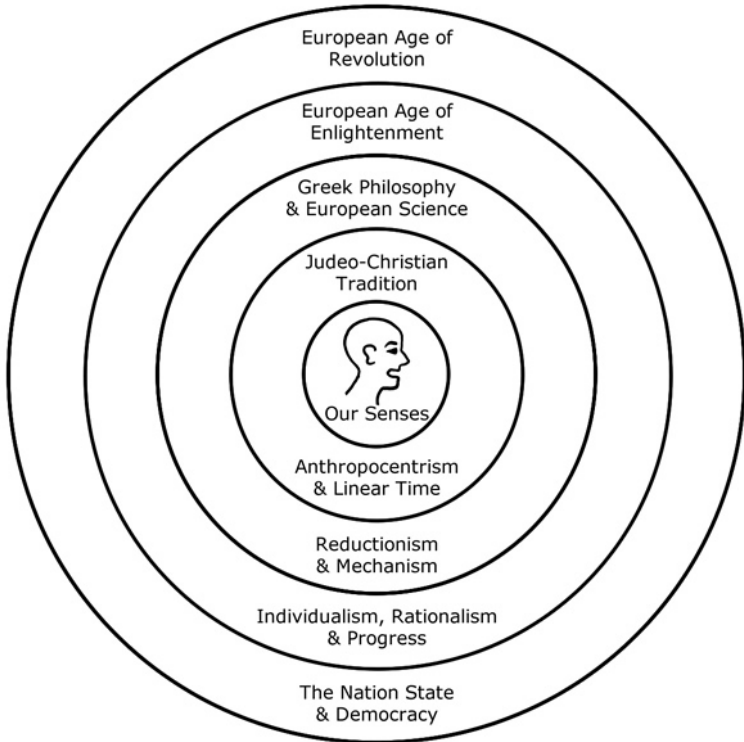 European Age of
Revolution
European Age of
Enlightenment
Greek Philosophy
& European Science
Judeo-Christian
Tradition
Our Senses
Anthropocentrism
& Linear Time
Reductionism
& Mechanism
Individualism, Rationalism
& Progress
The Nation State
& Democracy